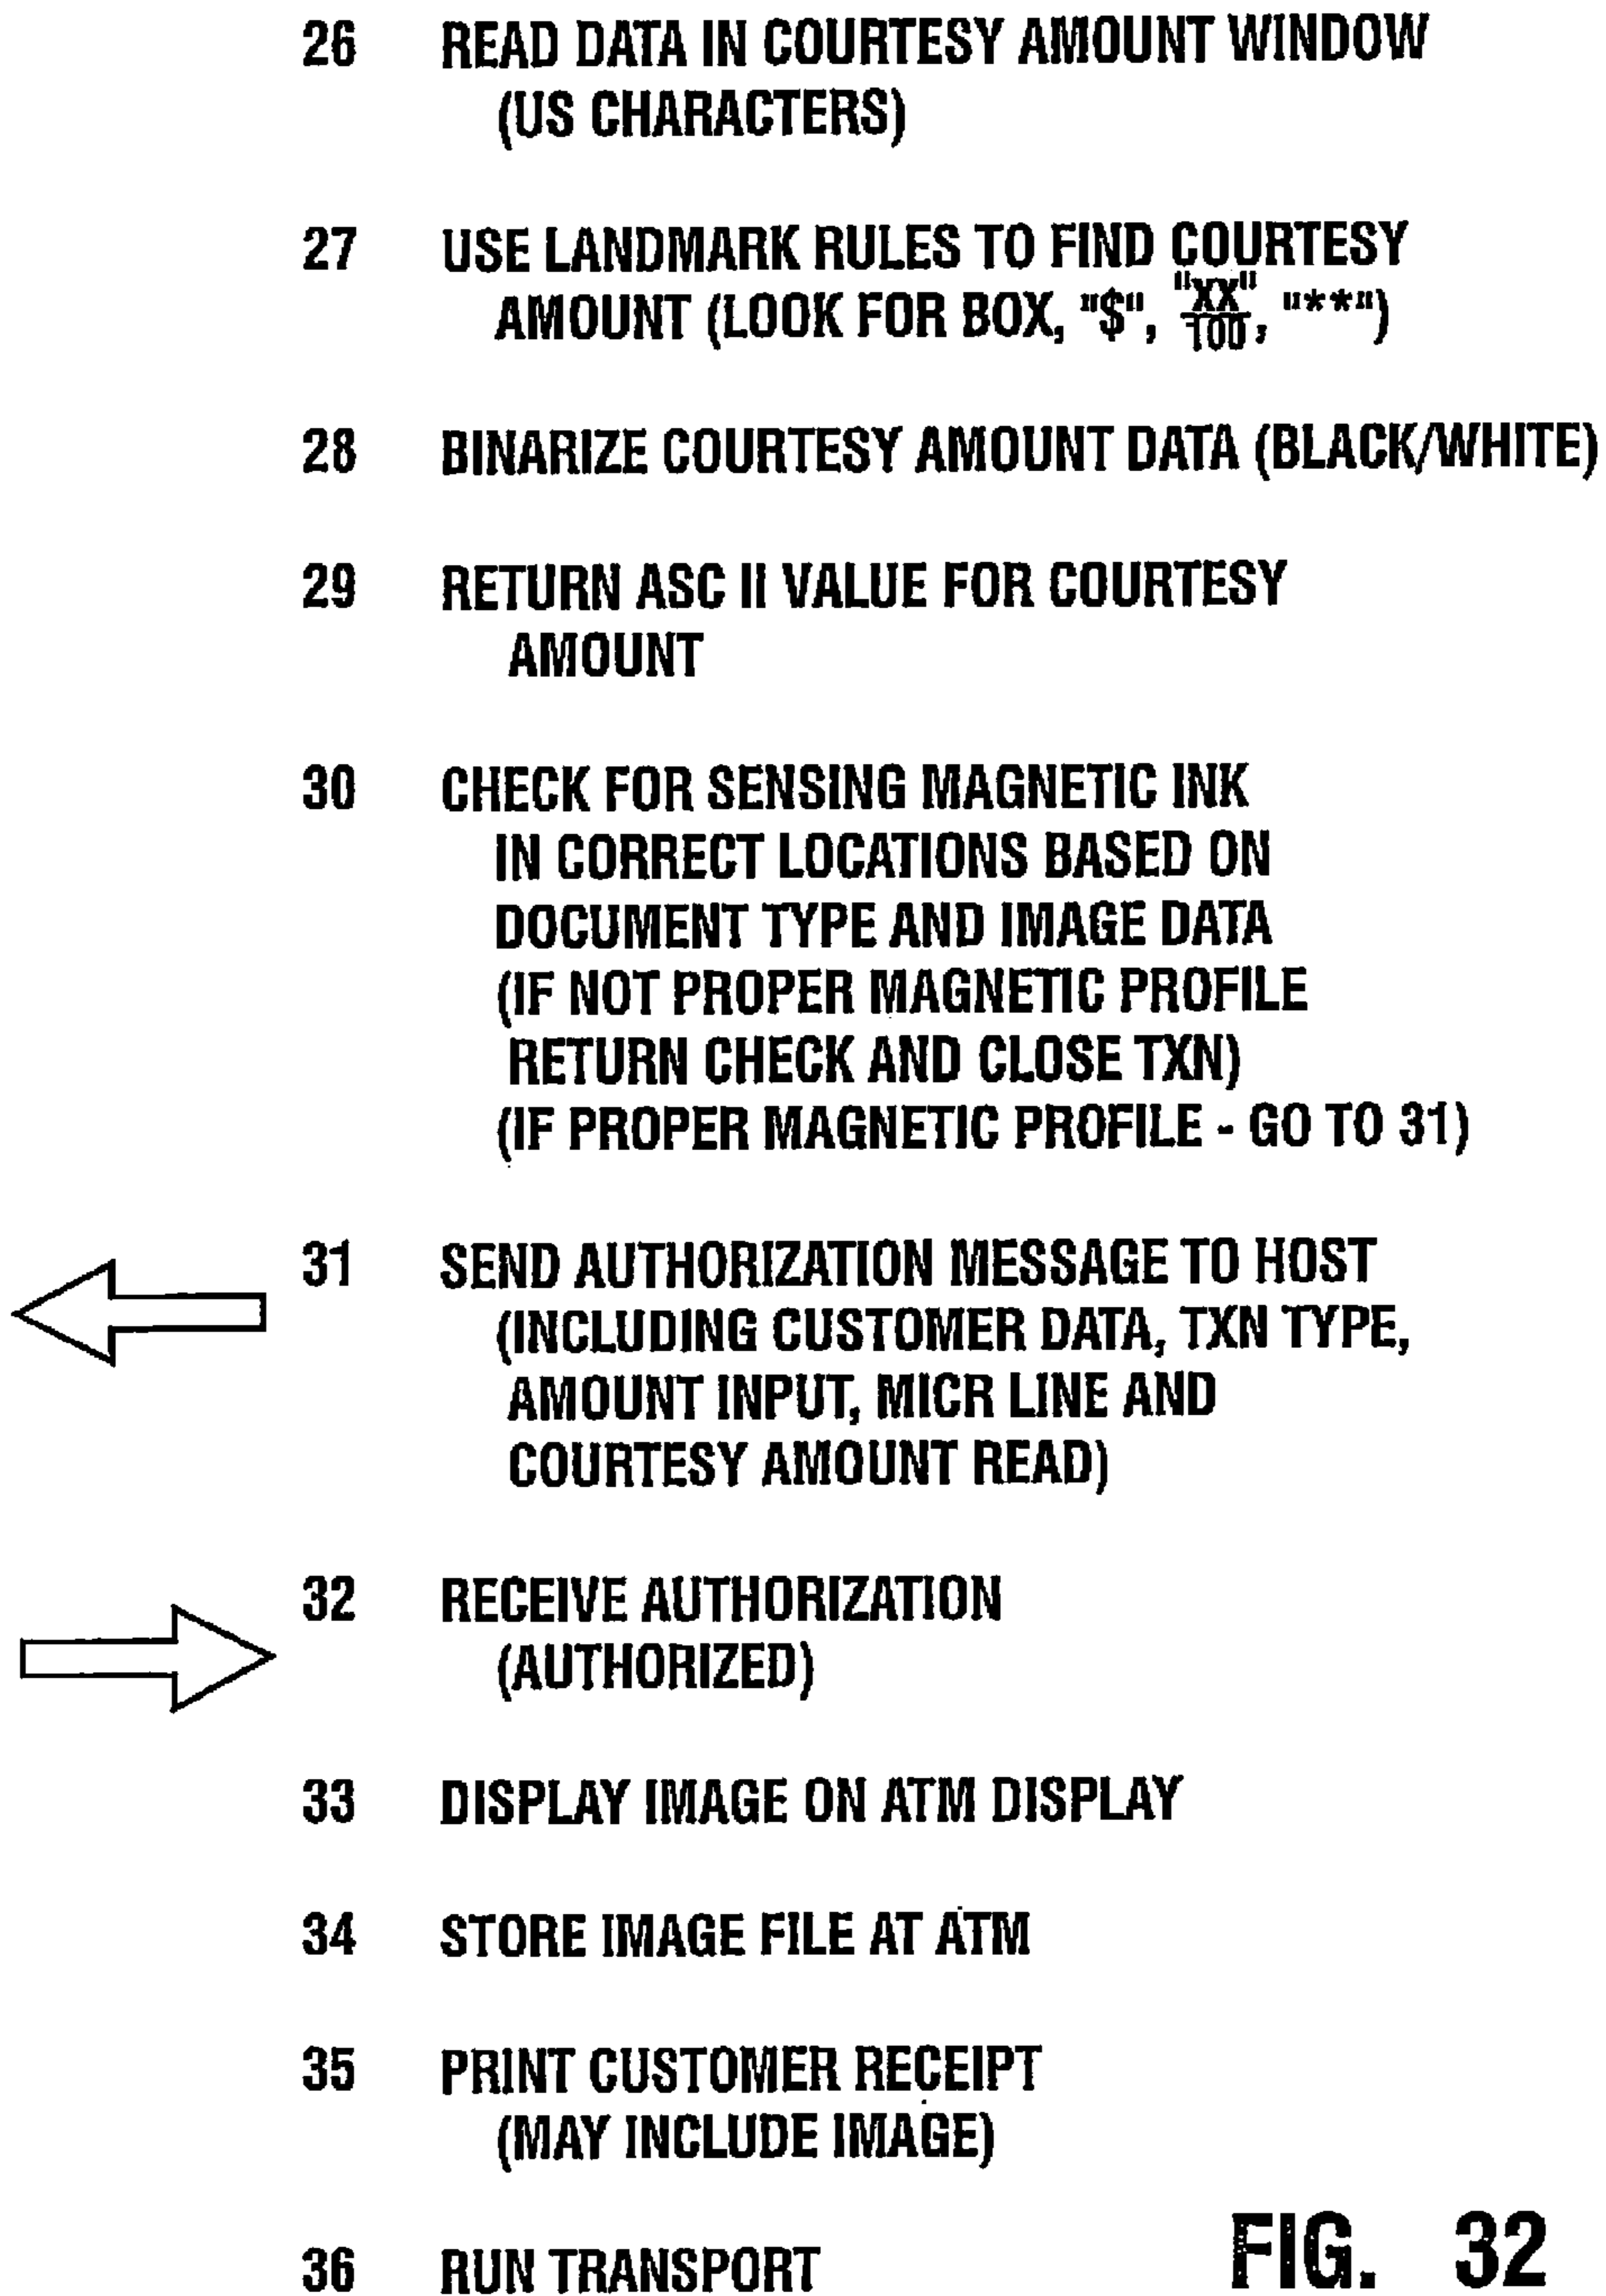 26 READ DATA IN COURTESY AMOUNT WINDOW
(US CHARACTERS)
27 USE LANDMARK RULES TO FIND COURTESY
AMOUNT (LOOK FOR BOX, "$", "XX"/100, "**")
28 BINARIZE COURTESY AMOUNT DATA (BLACK/WHITE)
29 RETURN ASC II VALUE FOR COURTESY
AMOUNT
30 CHECK FOR SENSING MAGNETIC INK
IN CORRECT LOCATIONS BASED ON
DOCUMENT TYPE AND IMAGE DATA
(IF NOT PROPER MAGNETIC PROFILE
RETURN CHECK AND CLOSE TXN)
(IF PROPER MAGNETIC PROFILE - GO TO 31)
31 SEND AUTHORIZATION MESSAGE TO HOST
(INCLUDING CUSTOMER DATA, TXN TYPE,
AMOUNT INPUT, MICR LINE AND
COURTESY AMOUNT READ)
32 RECEIVE AUTHORIZATION
(AUTHORIZED)
33 DISPLAY IMAGE ON ATM DISPLAY
34 STORE IMAGE FILE AT ATM
35 PRINT CUSTOMER RECEIPT
(MAY INCLUDE IMAGE)
36 RUN TRANSPORT
FIG. 32